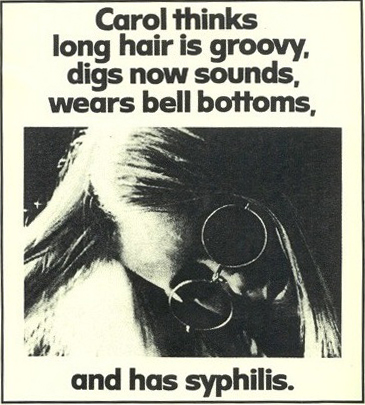 Carol thinks
long hair is groovy,
digs now sounds,
wears bell bottoms,
and has syphilis.